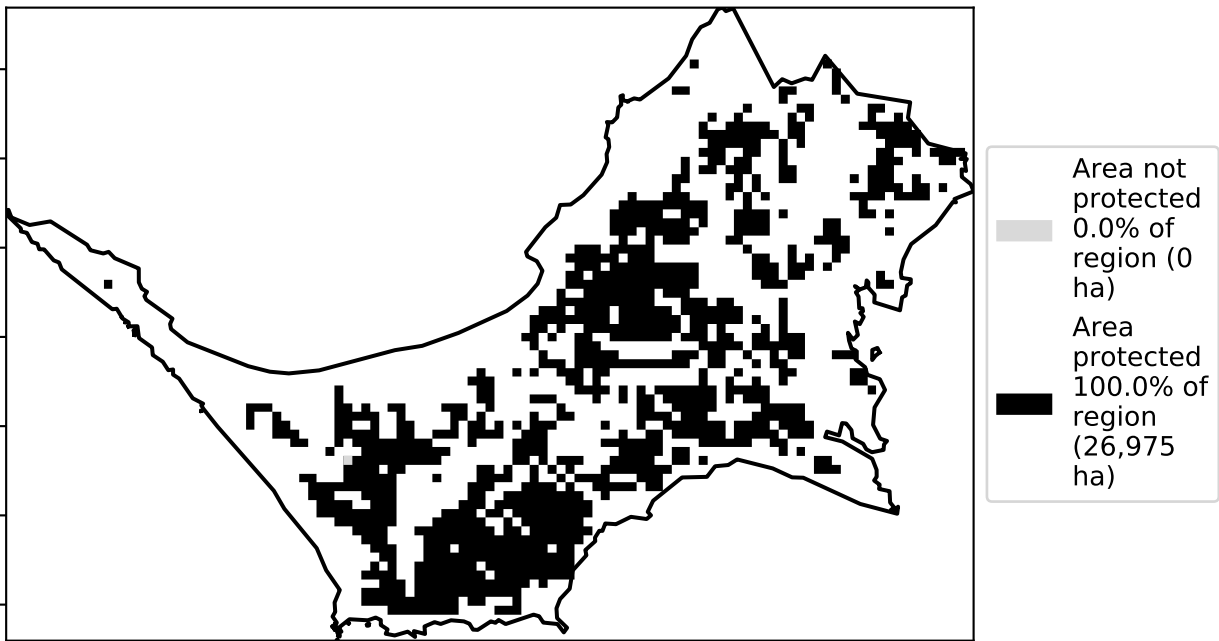 Area not
protected
0.0% of
region (0
ha)
Area
protected
100.0% of
region
(26,975
ha)